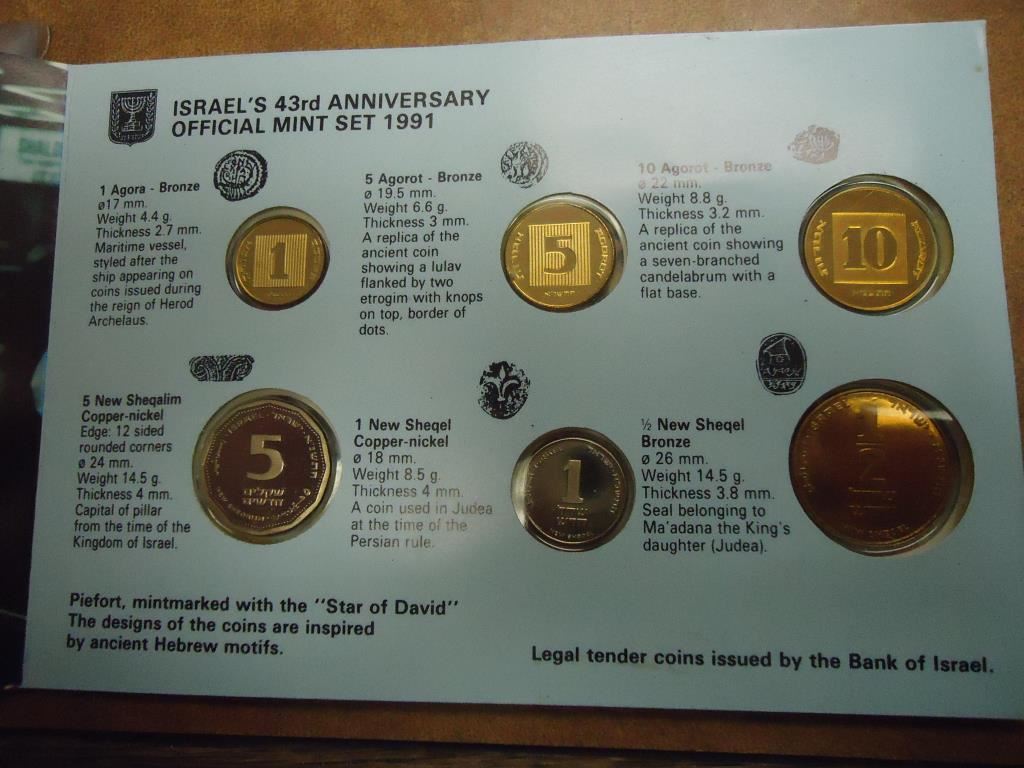 ISRAEL'S 43rd ANNIVERSARY
OFFICIAL MINT SET 1991
1 Agora - Bronze
ø17 mm.
Weight 4.4 g.
Thickness 2.7 mm.
Maritime vessel,
styled after the
ship appearing on
coins issued during
the reign of Herod
Archelaus.
1
5 Agorot - Bronze
ø 19.5 mm.
Weight 6.6 g.
Thickness 3 mm.
A replica of the
ancient coin
showing a lulav
flanked by two
etrogim with knops
on top, border of
dots.
5
10 Agorot - Bronze
ø 22 mm.
Weight 8.8 g.
Thickness 3.2 mm.
A replica of the
ancient coin showing
a seven-branched
candelabrum with a
flat base.
10
5 New Sheqalim
Copper-nickel
Edge: 12 sided
rounded corners
ø 24 mm.
Weight 14.5 g.
Thickness 4 mm.
Capital of pillar
from the time of the
Kingdom of Israel.
5
שקלים
חדשים
1 New Sheqel
Copper-nickel
ø 18 mm.
Weight 8.5 g.
Thickness 4 mm.
A coin used in Judea
at the time of the
Persian rule.
1
שקל
חדש
NEW SHEQEL
½ New Sheqel
Bronze
ø 26 mm.
Weight 14.5 g.
Thickness 3.8 mm.
Seal belonging to
Ma'adana the King's
daughter (Judea).
1
2
NEW SHEQEL
Piefort, mintmarked with the "Star of David"
The designs of the coins are inspired
by ancient Hebrew motifs.
Legal tender coins issued by the Bank of Israel.